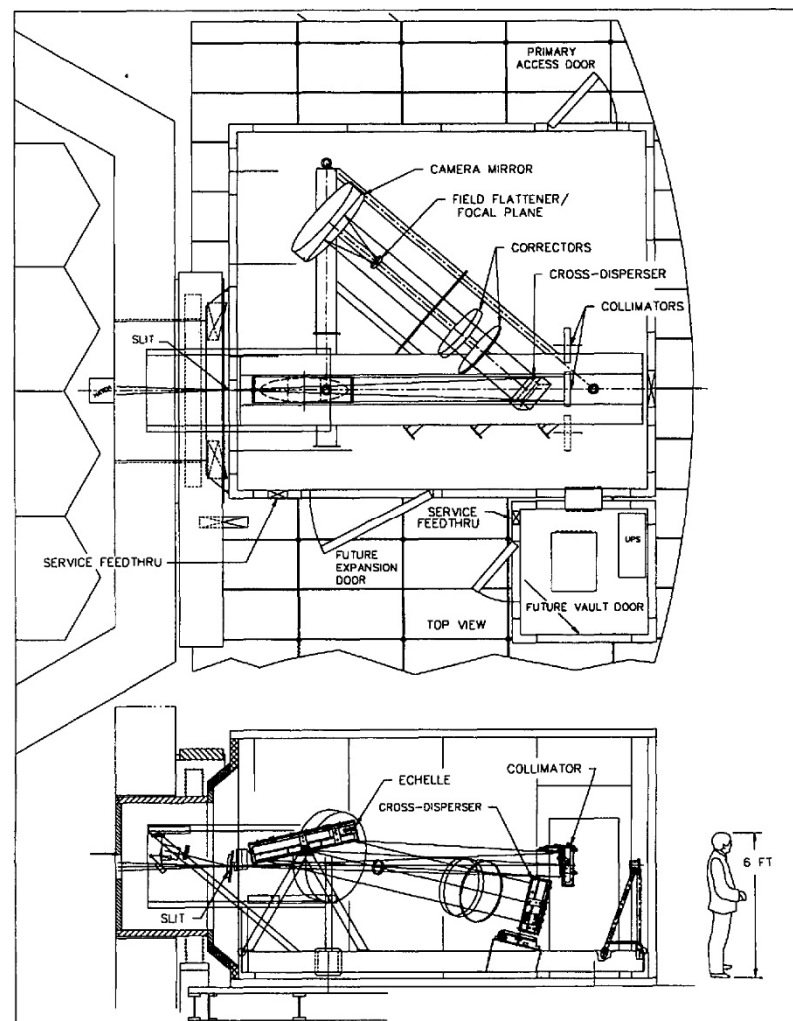 PRIMARY
ACCESS DOOR
CAMERA MIRROR
FIELD FLATTENER/
FOCAL PLANE
CORRECTORS
CROSS-DISPERSER
COLLIMATORS
SLIT
SERVICE
FEEDTHRU
UPS
SERVICE FEEDTHRU
FUTURE
EXPANSION
DOOR
FUTURE VAULT DOOR
TOP VIEW
ECHELLE
COLLIMATOR
CROSS-DISPERSER
6 FT
SLIT